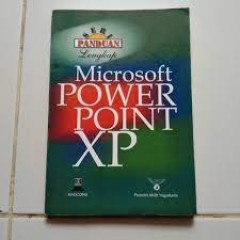 PANDUAN
Lengkap
Microsoft
POWER
POINT
XP